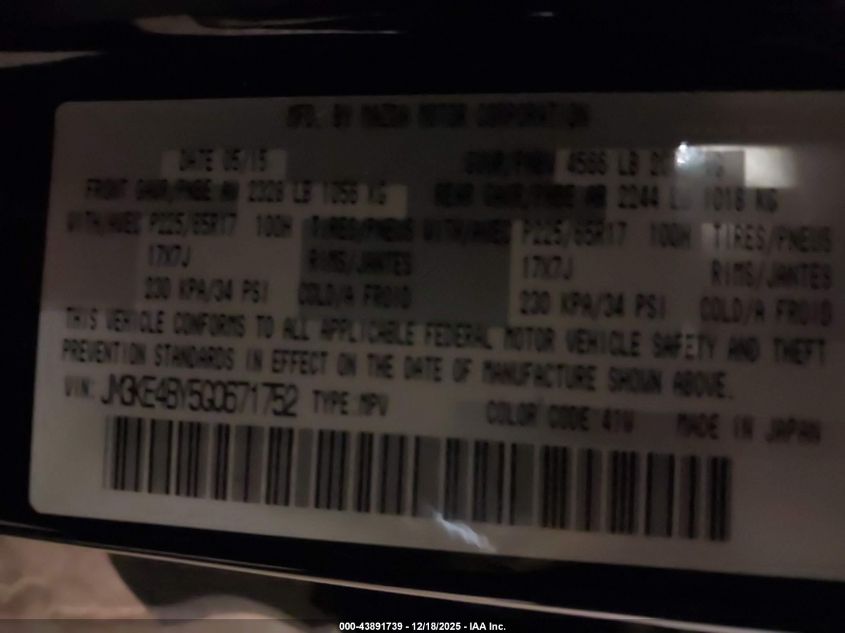 MFD. BY MAZDA MOTOR CORPORATION
DATE 05/15 GVWR/PNBV 4566 LB
FRONT GAWR/PNBE AV 2328 LB 1056 KG REAR GAWR/PNBE AR 2244 LB 1018 KG
WITH/AVEC P225/65R17 100H TIRES/PNEUS WITH/AVEC P225/65R17 100H TIRES/PNEUS
17X7J RIMS/JANTES 17X7J RIMS/JANTES
230 KPA/34 PSI COLD/A FROID 230 KPA/34 PSI COLD/A FROID
THIS VEHICLE CONFORMS TO ALL APPLICABLE FEDERAL MOTOR VEHICLE SAFETY AND THEFT
PREVENTION STANDARDS IN EFFECT ON THE DATE OF MANUFACTURE SHOWN ABOVE.
VIN: JM3KE4BY5G0671752 TYPE:MPV COLOR CODE:41V MADE IN JAPAN
000-43891739 - 12/18/2025 - IAA Inc.